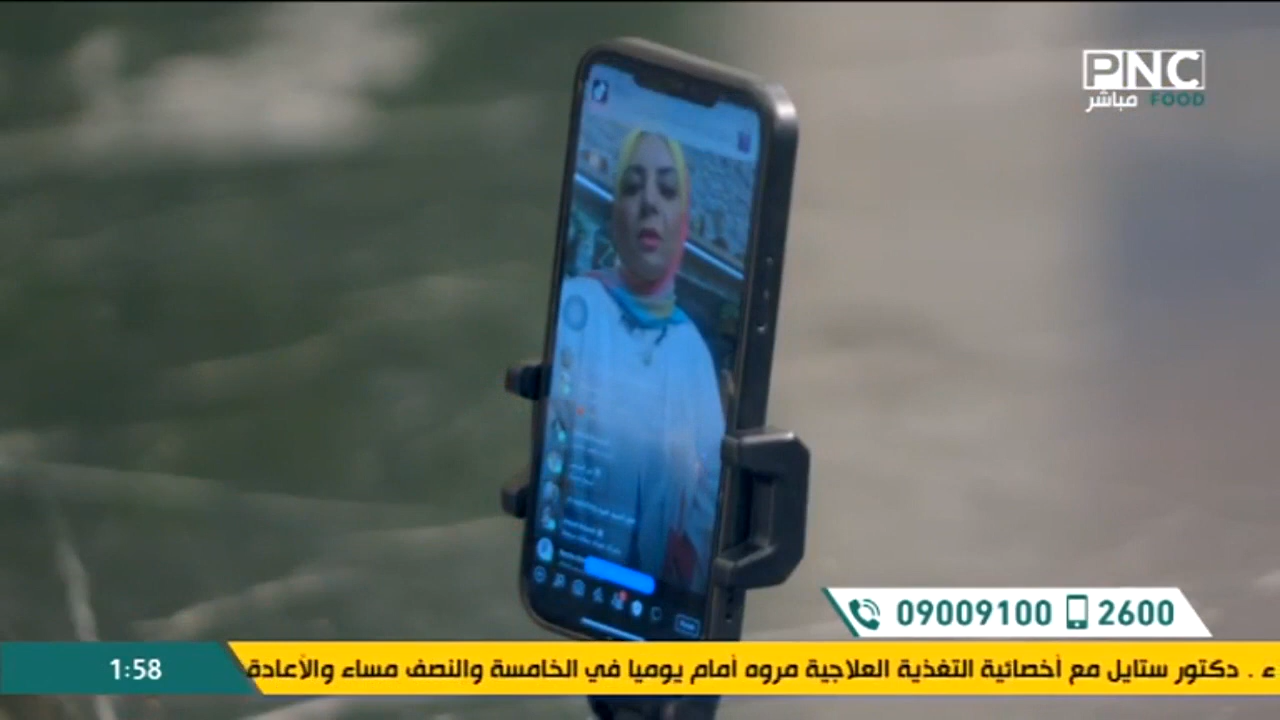 PNC
مباشر FOOD
09009100 2600
1:58
ء . دكتور ستايل مع أخصائية التغذية العلاجية مروه أمام يوميا في الخامسة والنصف مساء والأعادة